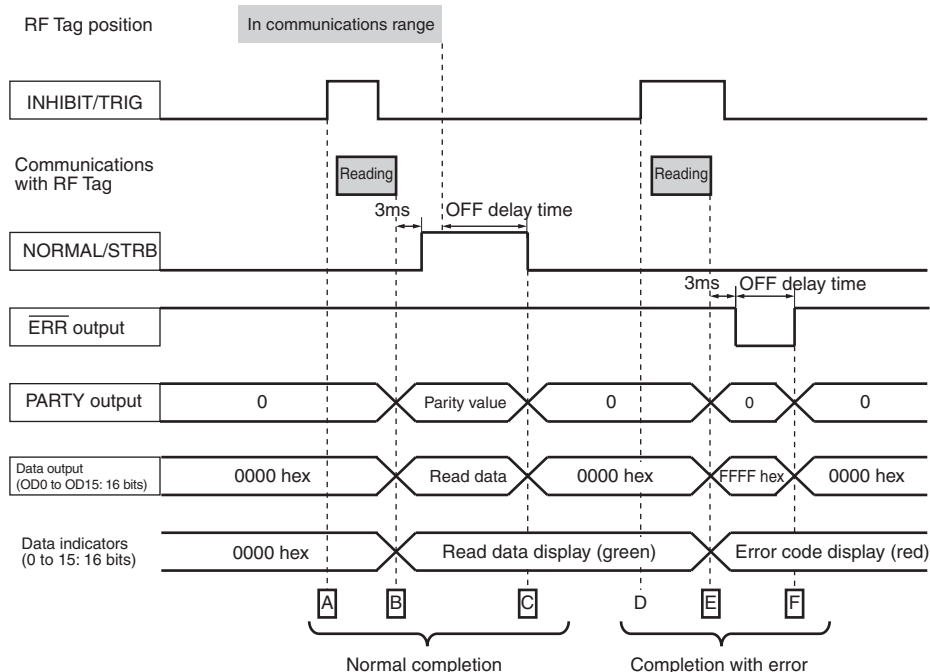 RF Tag position
In communications range
INHIBIT/TRIG
Communications
with RF Tag
Reading
Reading
3ms
OFF delay time
NORMAL/STRB
3ms
OFF delay time
ERR output
PARTY output
0
Parity value
0
0
0
Data output
(OD0 to OD15: 16 bits)
0000 hex
Read data
0000 hex
FFFF hex
0000 hex
Data indicators
(0 to 15: 16 bits)
0000 hex
Read data display (green)
Error code display (red)
A
B
C
D
E
F
Normal completion
Completion with error